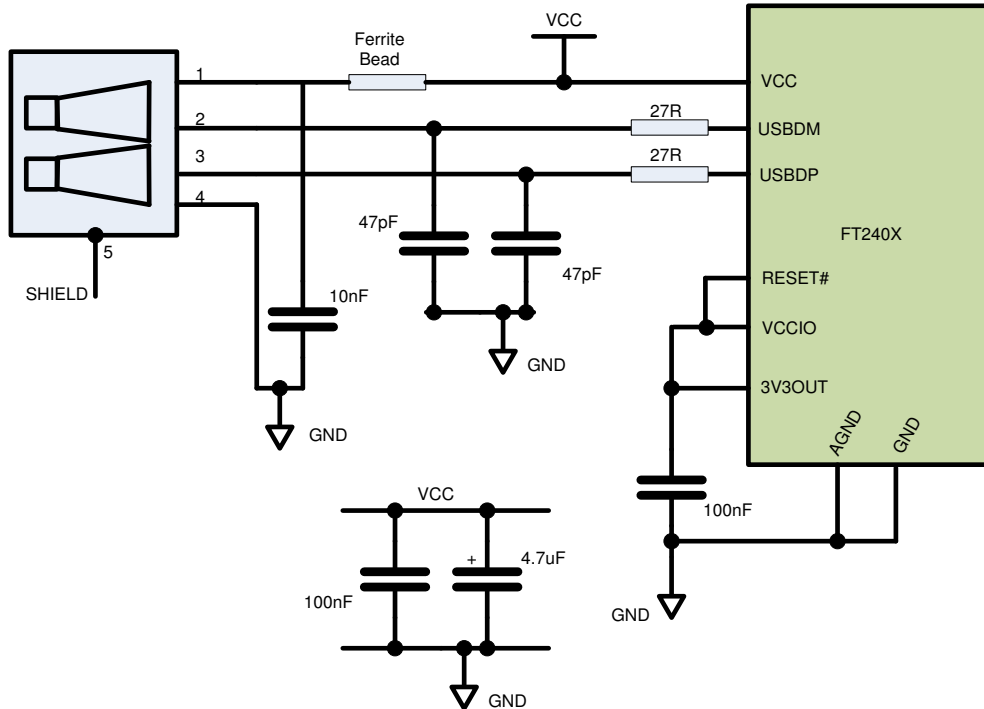 VCC
Ferrite
Bead
1
VCC
27R
2
USBDM
27R
3
USBDP
4
47pF
FT240X
5
47pF
RESET#
SHIELD
10nF
VCCIO
GND
3V3OUT
GND
AGND
GND
VCC
100nF
+
4.7uF
100nF
GND
GND